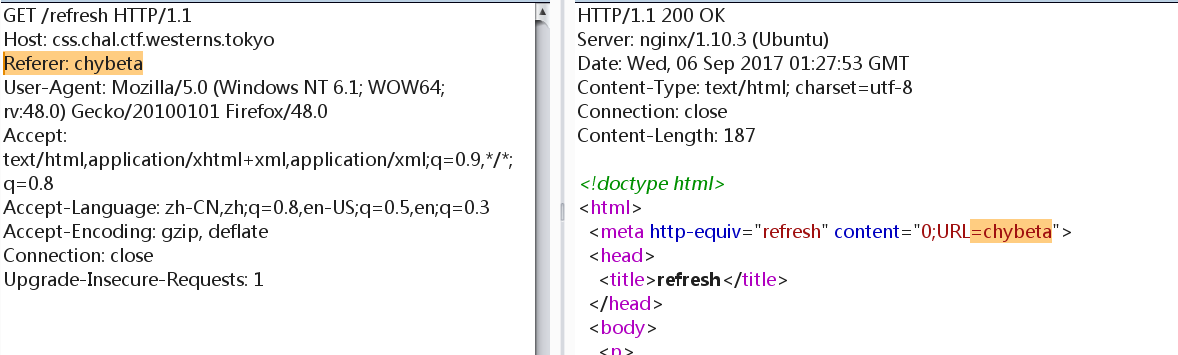 GET /refresh HTTP/1.1
Host: css.chal.ctf.westerns.tokyo
Referer: chybeta
User-Agent: Mozilla/5.0 (Windows NT 6.1; WOW64;
rv:48.0) Gecko/20100101 Firefox/48.0
Accept:
text/html,application/xhtml+xml,application/xml;q=0.9,*/*;
q=0.8
Accept-Language: zh-CN,zh;q=0.8,en-US;q=0.5,en;q=0.3
Accept-Encoding: gzip, deflate
Connection: close
Upgrade-Insecure-Requests: 1
HTTP/1.1 200 OK
Server: nginx/1.10.3 (Ubuntu)
Date: Wed, 06 Sep 2017 01:27:53 GMT
Content-Type: text/html; charset=utf-8
Connection: close
Content-Length: 187
<!doctype html>
<html>
<meta http-equiv="refresh" content="0;URL=chybeta">
<head>
<title>refresh</title>
</head>
<body>
<p>